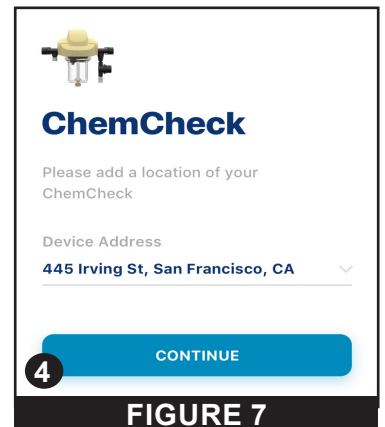 ChemCheck
Please add a location of your
ChemCheck
Device Address
445 Irving St, San Francisco, CA
CONTINUE
4
FIGURE 7